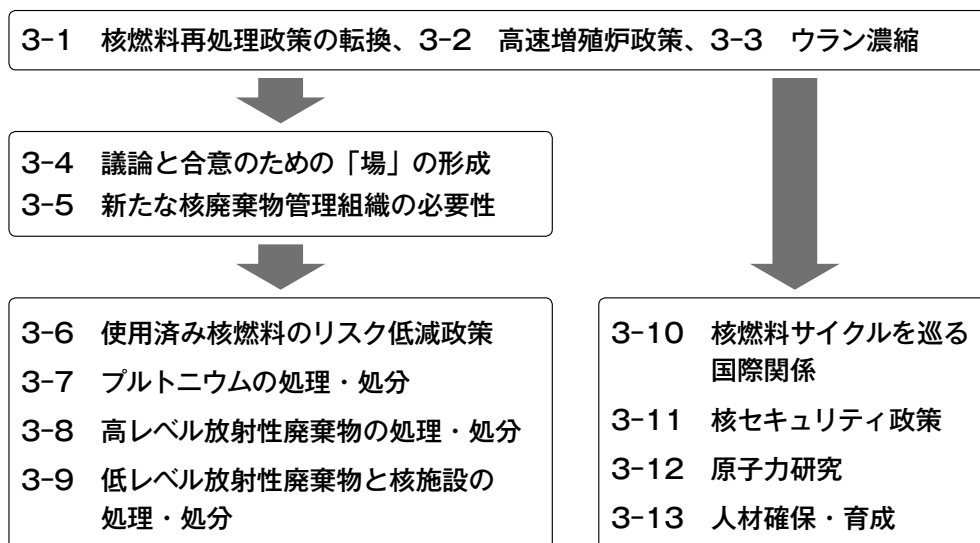 3-1 核燃料再処理政策の転換、3-2 高速増殖炉政策、3-3 ウラン濃縮
3-4 議論と合意のための「場」の形成
3-5 新たな核廃棄物管理組織の必要性
3-6 使用済み核燃料のリスク低減政策
3-7 プルトニウムの処理・処分
3-8 高レベル放射性廃棄物の処理・処分
3-9 低レベル放射性廃棄物と核施設の
処理・処分
3-10 核燃料サイクルを巡る
国際関係
3-11 核セキュリティ政策
3-12 原子力研究
3-13 人材確保・育成